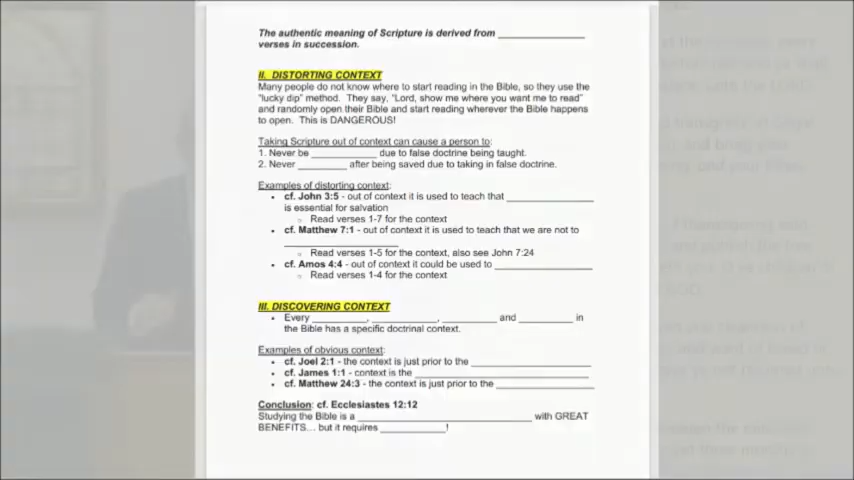 The authentic meaning of Scripture is derived from _______________
verses in succession.
II. DISTORTING CONTEXT
Many people do not know where to start reading in the Bible, so they use the
"lucky dip" method. They say, "Lord, show me where you want me to read"
and randomly open their Bible and start reading wherever the Bible happens
to open. This is DANGEROUS!
Taking Scripture out of context can cause a person to:
1. Never be ____________ due to false doctrine being taught.
2. Never _________ after being saved due to taking in false doctrine.
Examples of distorting context:
• cf. John 3:5 - out of context it is used to teach that ________________
is essential for salvation
○ Read verses 1-7 for the context
• cf. Matthew 7:1 - out of context it is used to teach that we are not to
_____________________
○ Read verses 1-5 for the context, also see John 7:24
• cf. Amos 4:4 - out of context it could be used to __________________
○ Read verses 1-4 for the context
III. DISCOVERING CONTEXT
• Every __________, ____________, __________ and __________ in
the Bible has a specific doctrinal context.
Examples of obvious context:
• cf. Joel 2:1 - the context is just prior to the ______________________
• cf. James 1:1 - context is the ________________________________
• cf. Matthew 24:3 - the context is just prior to the __________________
Conclusion: cf. Ecclesiastes 12:12
Studying the Bible is a ________________________________ with GREAT
BENEFITS... but it requires ____________!